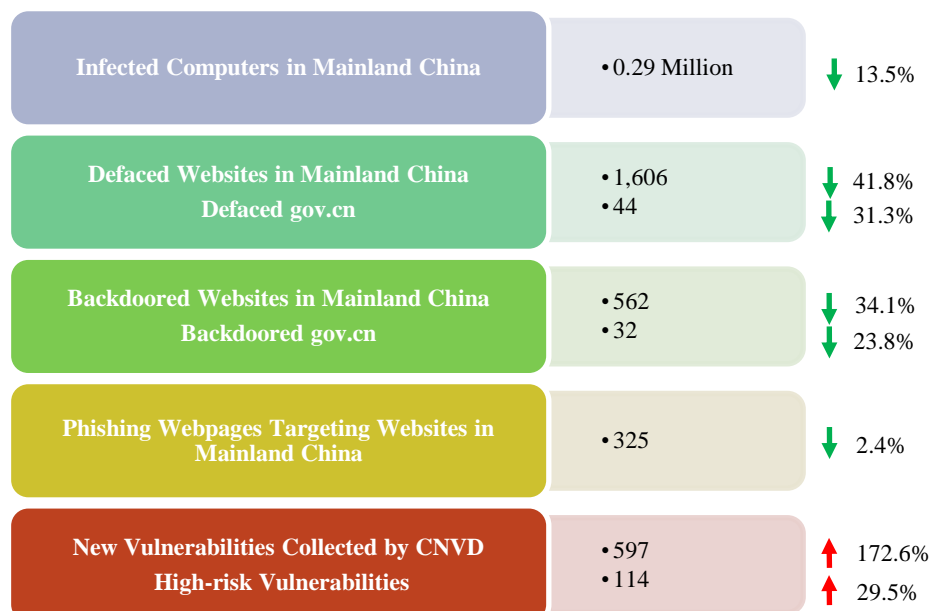 Infected Computers in Mainland China
•0.29 Million
13.5%
Defaced Websites in Mainland China
Defaced gov.cn
•1,606
•44
41.8%
31.3%
Backdoored Websites in Mainland China
Backdoored gov.cn
•562
•32
34.1%
23.8%
Phishing Webpages Targeting Websites in
Mainland China
•325
2.4%
New Vulnerabilities Collected by CNVD
High-risk Vulnerabilities
•597
•114
172.6%
29.5%